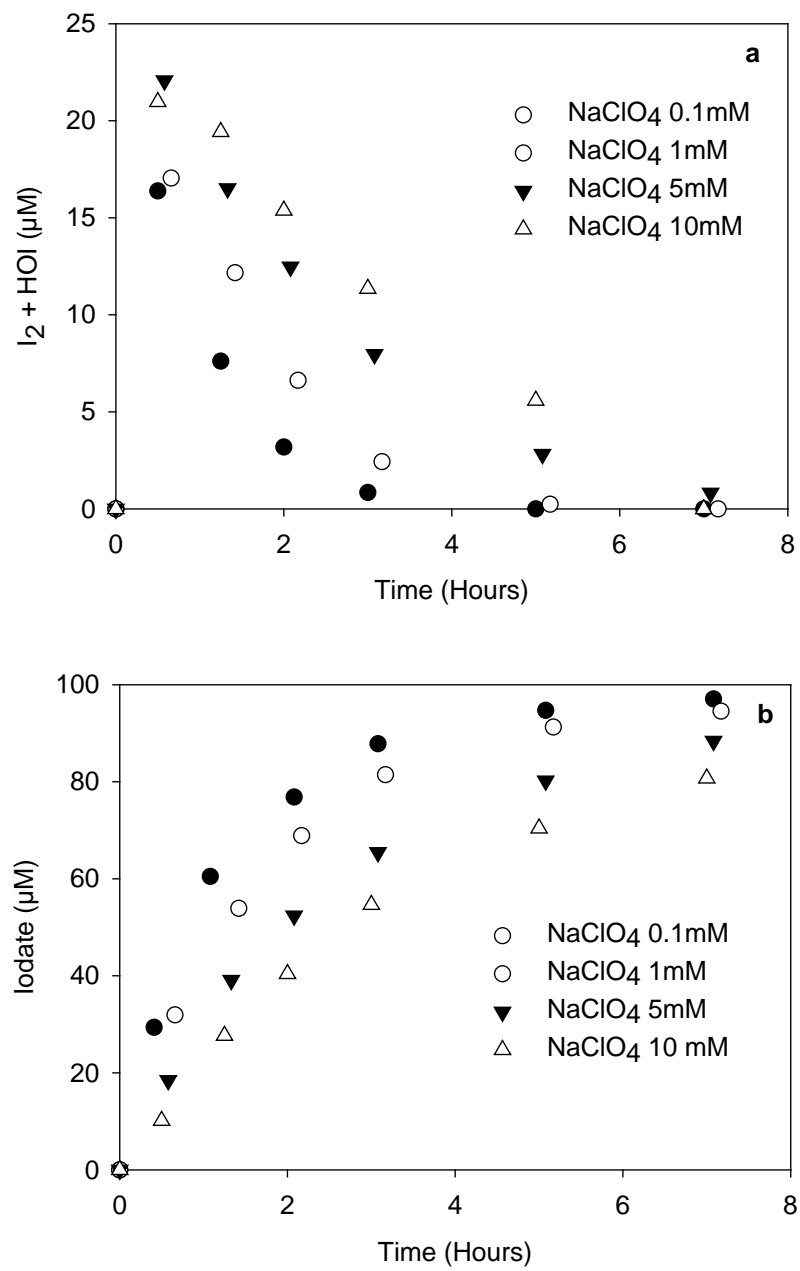 25
20
15
10
5
0
I2 + HOI (µM)
a
NaClO4 0.1mM
NaClO4 1mM
NaClO4 5mM
NaClO4 10mM
0 2 4 6 8
Time (Hours)
100
80
60
40
20
0
Iodate (µM)
b
NaClO4 0.1mM
NaClO4 1mM
NaClO4 5mM
NaClO4 10 mM
0 2 4 6 8
Time (Hours)